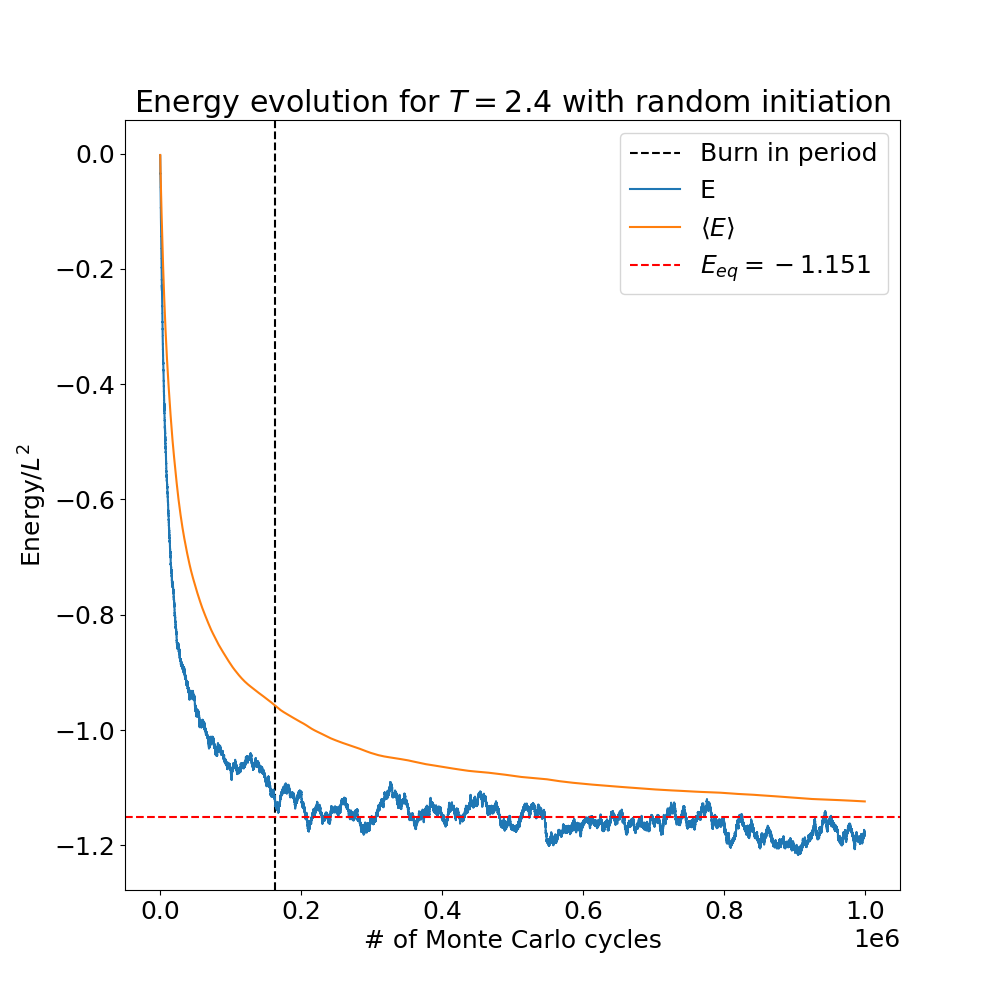 Energy evolution for T = 2.4 with random initiation
Burn in period
E
⟨E⟩
E_eq = −1.151
0.0
−0.2
−0.4
−0.6
−0.8
−1.0
−1.2
Energy/L²
0.0 0.2 0.4 0.6 0.8 1.0
1e6
# of Monte Carlo cycles